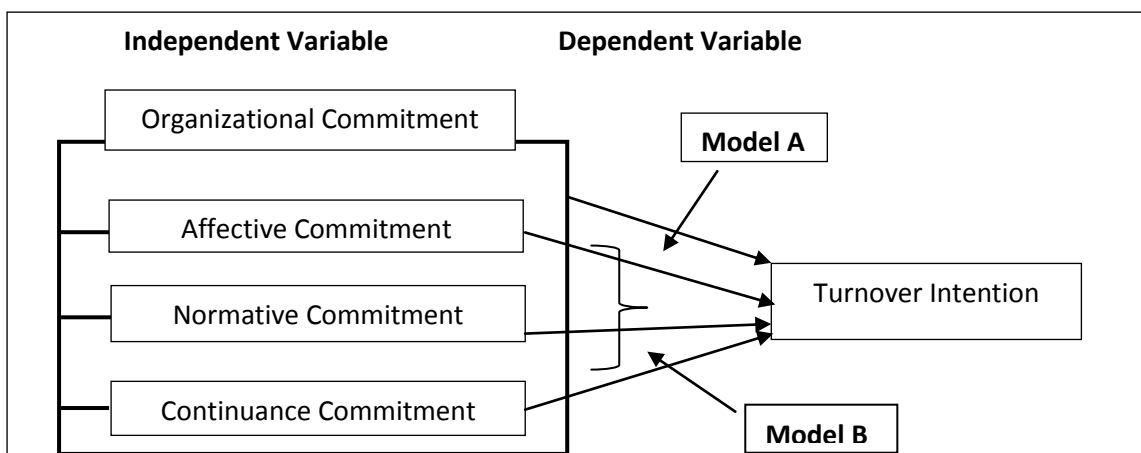 Independent Variable
Dependent Variable
Organizational Commitment
Model A
Affective Commitment
Turnover Intention
Normative Commitment
Continuance Commitment
Model B